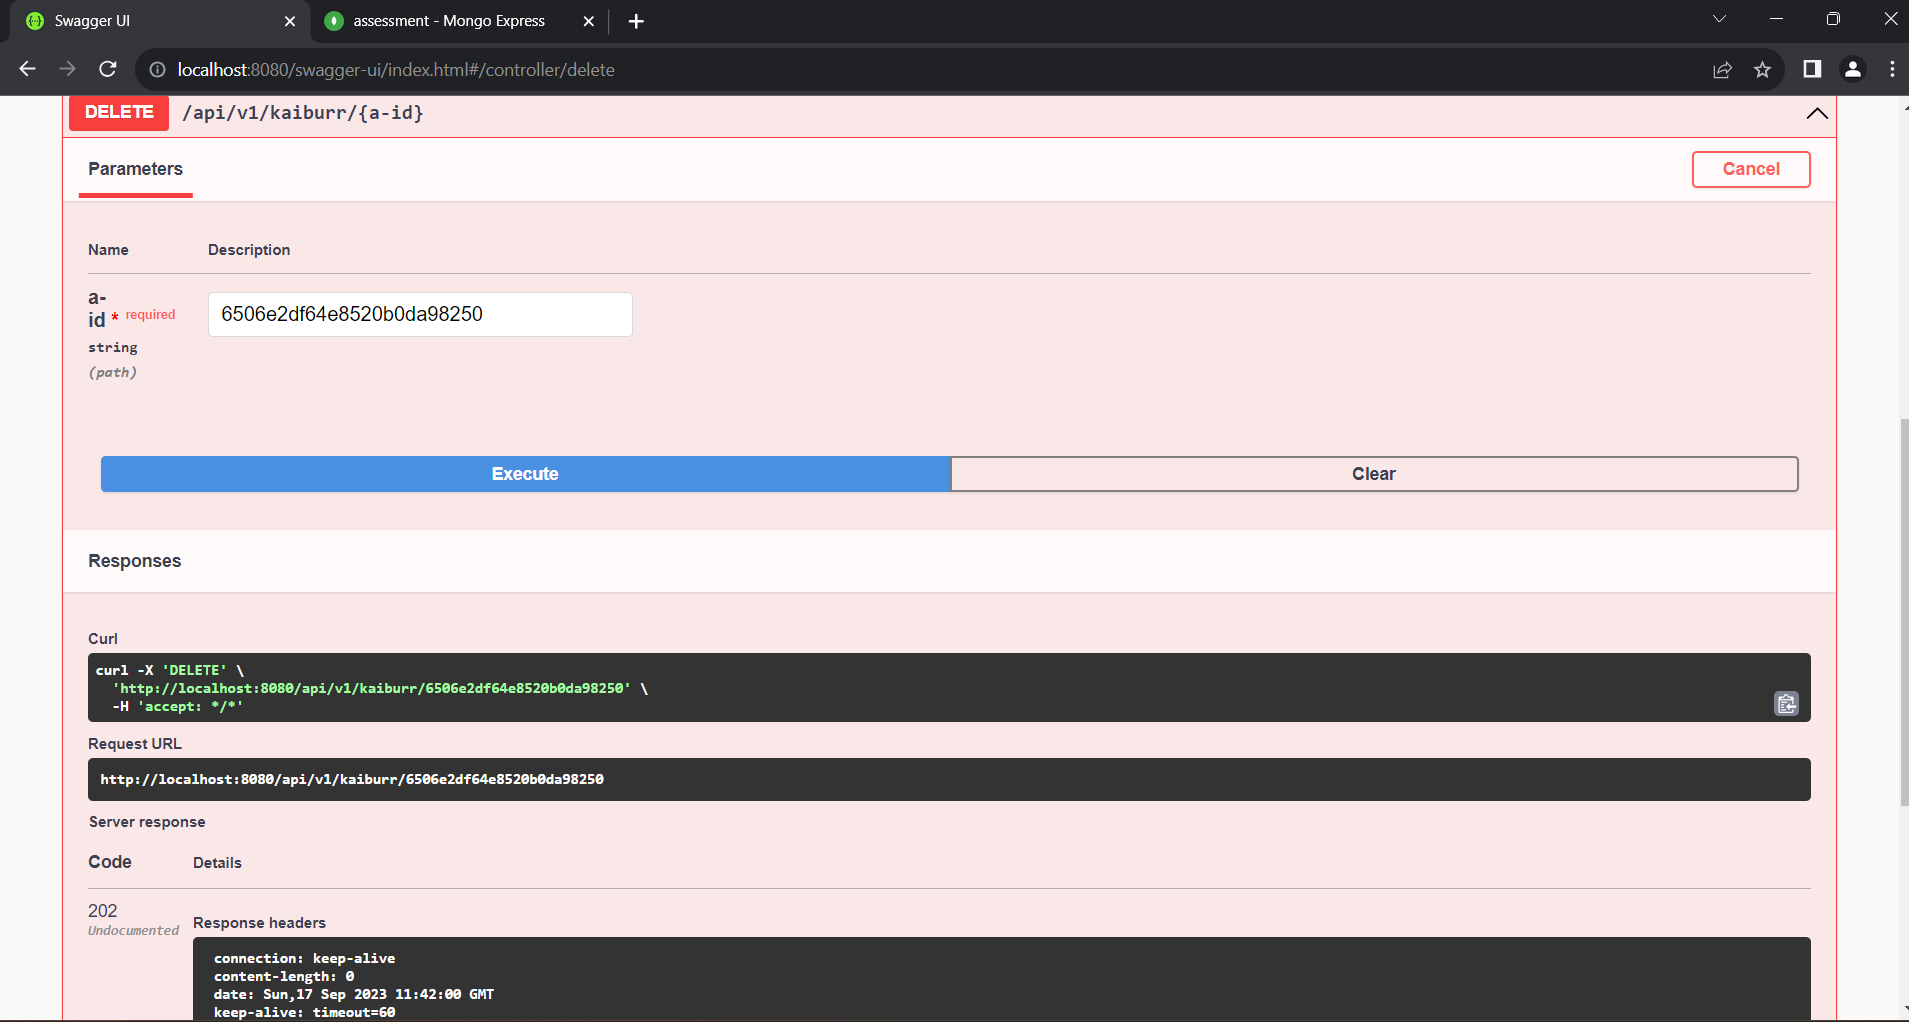 Swagger UI
assessment - Mongo Express
localhost:8080/swagger-ui/index.html#/controller/delete
DELETE /api/v1/kaiburr/{a-id}
Parameters
Cancel
Name Description
a-
id * required
string
(path)
6506e2df64e8520b0da98250
Execute
Clear
Responses
Curl
curl -X 'DELETE' \
'http://localhost:8080/api/v1/kaiburr/6506e2df64e8520b0da98250' \
-H 'accept: */*'
Request URL
http://localhost:8080/api/v1/kaiburr/6506e2df64e8520b0da98250
Server response
Code Details
202
Undocumented
Response headers
connection: keep-alive
content-length: 0
date: Sun,17 Sep 2023 11:42:00 GMT
keep-alive: timeout=60